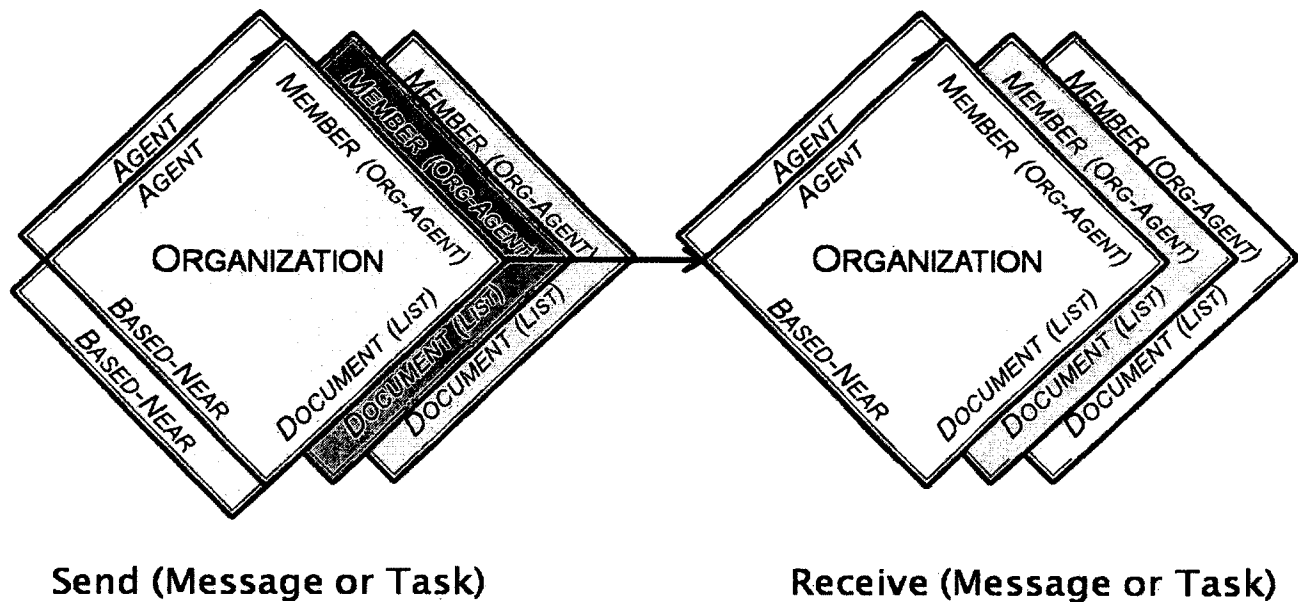 AGENT
AGENT
MEMBER (ORG-AGENT)
MEMBER (ORG-AGENT)
MEMBER (ORG-AGENT)
ORGANIZATION
BASED-NEAR
BASED-NEAR
DOCUMENT (LIST)
DOCUMENT (LIST)
DOCUMENT (LIST)
Send (Message or Task)
AGENT
AGENT
MEMBER (ORG-AGENT)
MEMBER (ORG-AGENT)
MEMBER (ORG-AGENT)
ORGANIZATION
BASED-NEAR
DOCUMENT (LIST)
DOCUMENT (LIST)
DOCUMENT (LIST)
Receive (Message or Task)